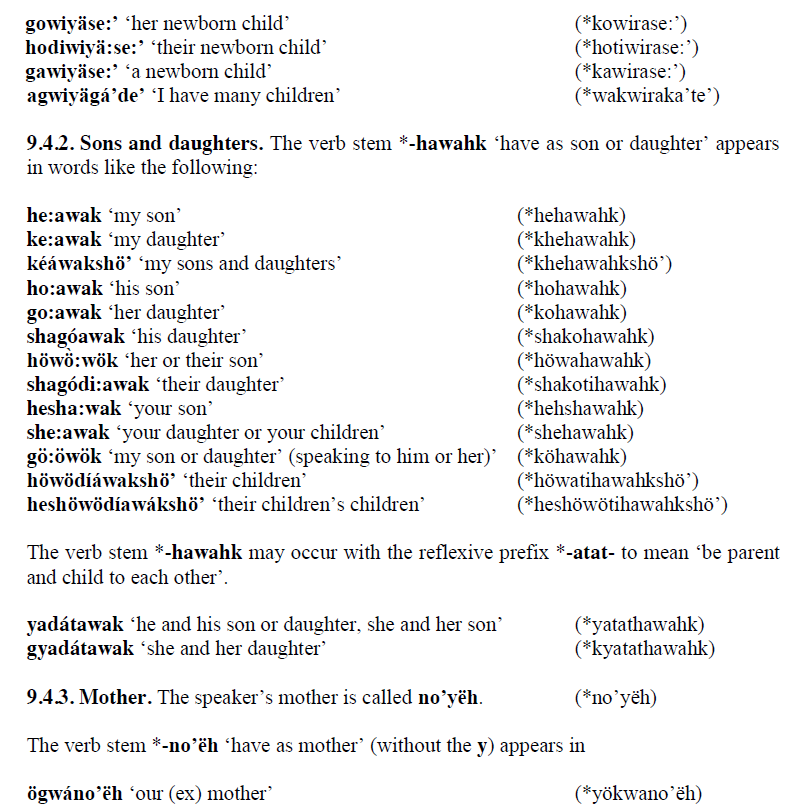 gowiyäse:’ ‘her newborn child’ (*kowirase:’)
hodiwiyä:se:’ ‘their newborn child’ (*hotiwirase:’)
gawiyäse:’ ‘a newborn child’ (*kawirase:’)
agwiyägá’de’ ‘I have many children’ (*wakwiraka’te’)
9.4.2. Sons and daughters. The verb stem *-hawahk ‘have as son or daughter’ appears
in words like the following:
he:awak ‘my son’ (*hehawahk)
ke:awak ‘my daughter’ (*khehawahk)
kéáwakshö’ ‘my sons and daughters’ (*khehawahkshö’)
ho:awak ‘his son’ (*hohawahk)
go:awak ‘her daughter’ (*kohawahk)
shagóawak ‘his daughter’ (*shakohawahk)
höwö̀:wök ‘her or their son’ (*höwahawahk)
shagódi:awak ‘their daughter’ (*shakotihawahk)
hesha:wak ‘your son’ (*hehshawahk)
she:awak ‘your daughter or your children’ (*shehawahk)
gö:öwök ‘my son or daughter’ (speaking to him or her)’ (*köhawahk)
höwödíáwakshö’ ‘their children’ (*höwatihawahkshö’)
heshöwödíawákshö’ ‘their children’s children’ (*heshöwötihawahkshö’)
The verb stem *-hawahk may occur with the reflexive prefix *-atat- to mean ‘be parent
and child to each other’.
yadátawak ‘he and his son or daughter, she and her son’ (*yatathawahk)
gyadátawak ‘she and her daughter’ (*kyatathawahk)
9.4.3. Mother. The speaker’s mother is called no’yëh. (*no’yëh)
The verb stem *-no’ëh ‘have as mother’ (without the y) appears in
ögwáno’ëh ‘our (ex) mother’ (*yökwano’ëh)